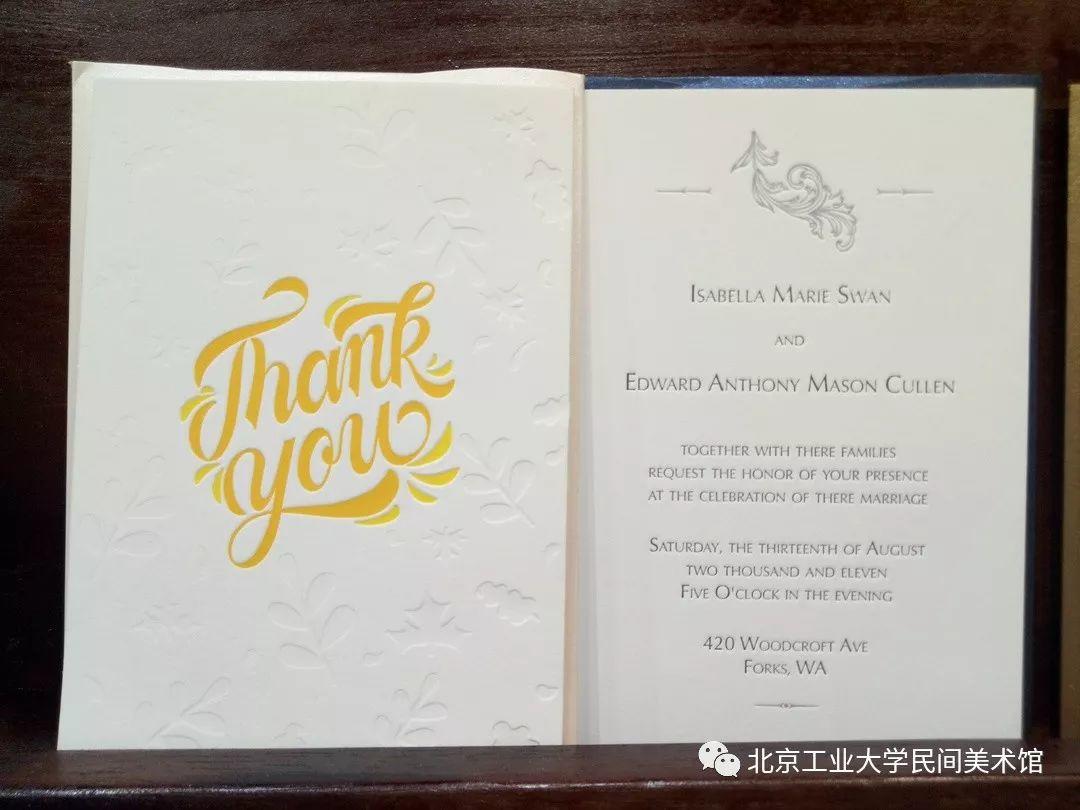 Thank
you
Isabella Marie Swan
and
Edward Anthony Mason Cullen
together with there families
request the honor of your presence
at the celebration of there marriage
Saturday, the thirteenth of August
two thousand and eleven
Five O'clock in the evening
420 Woodcroft Ave
Forks, WA
北京工业大学民间美术馆